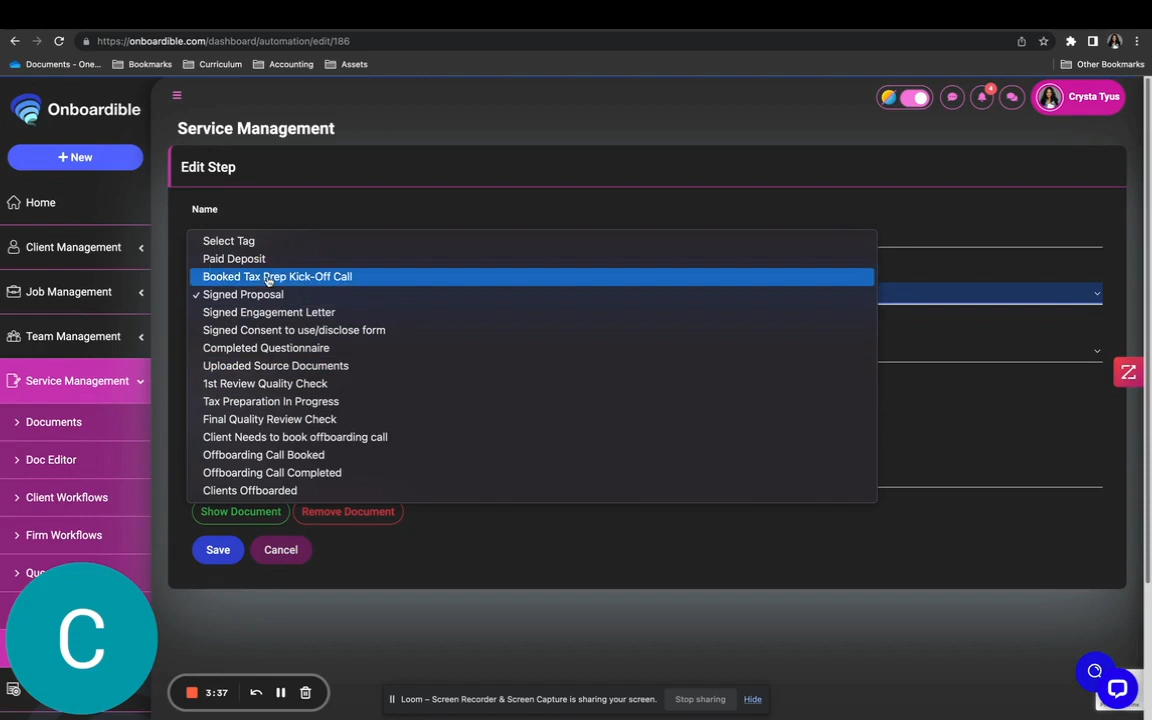 https://onboardible.com/dashboard/automation/edit/186
Documents - One...
Bookmarks
Curriculum
Accounting
Assets
Other Bookmarks
Onboardible
4
Crysta Tyus
Service Management
+ New
Edit Step
Home
Name
Client Management
Job Management
Team Management
Service Management
Documents
Doc Editor
Client Workflows
Firm Workflows
Select Tag
Paid Deposit
Booked Tax Prep Kick-Off Call
✓ Signed Proposal
Signed Engagement Letter
Signed Consent to use/disclose form
Completed Questionnaire
Uploaded Source Documents
1st Review Quality Check
Tax Preparation In Progress
Final Quality Review Check
Client Needs to book offboarding call
Offboarding Call Booked
Offboarding Call Completed
Clients Offboarded
Show Document
Remove Document
Save
Cancel
C
3:37
Loom – Screen Recorder & Screen Capture is sharing your screen.
Stop sharing
Hide